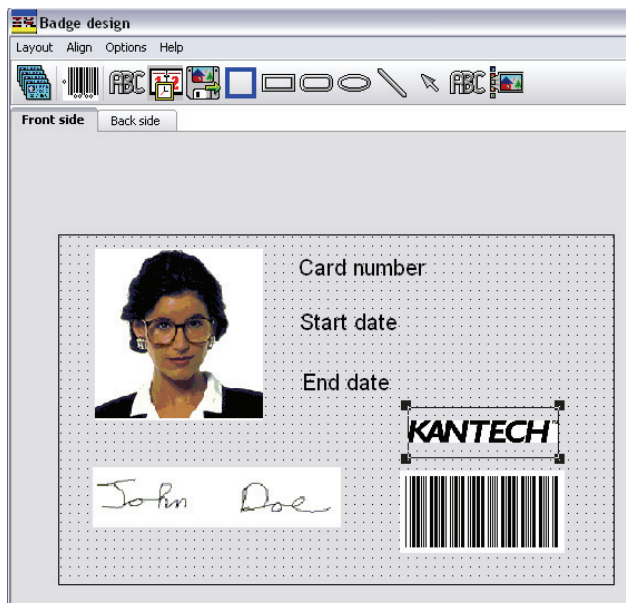 Badge design
Layout Align Options Help
ABC ABC
Front side Back side
Card number
Start date
End date
KANTECH
John Doe